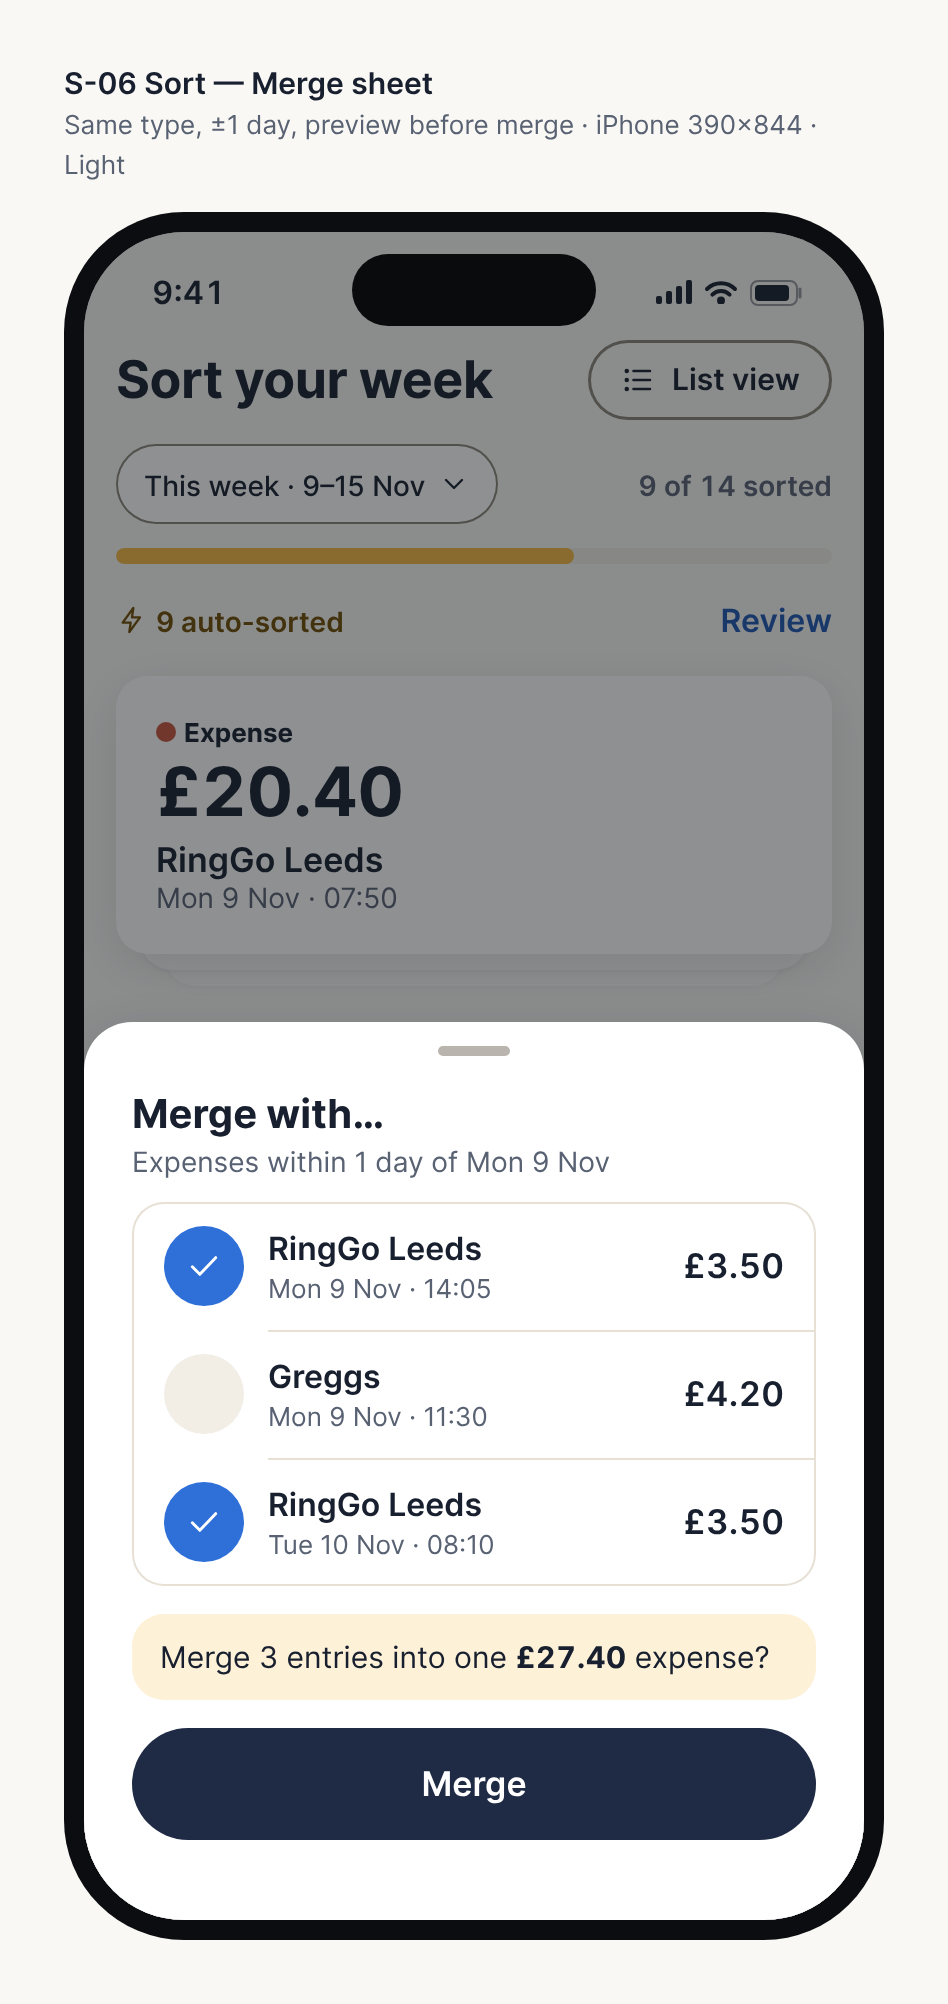 S-06 Sort — Merge sheet
Same type, ±1 day, preview before merge · iPhone 390×844 ·
Light
9:41
Sort your week
List view
This week · 9–15 Nov
9 of 14 sorted
9 auto-sorted
Review
Expense
£20.40
RingGo Leeds
Mon 9 Nov · 07:50
Merge with…
Expenses within 1 day of Mon 9 Nov
RingGo Leeds
Mon 9 Nov · 14:05
£3.50
Greggs
Mon 9 Nov · 11:30
£4.20
RingGo Leeds
Tue 10 Nov · 08:10
£3.50
Merge 3 entries into one £27.40 expense?
Merge